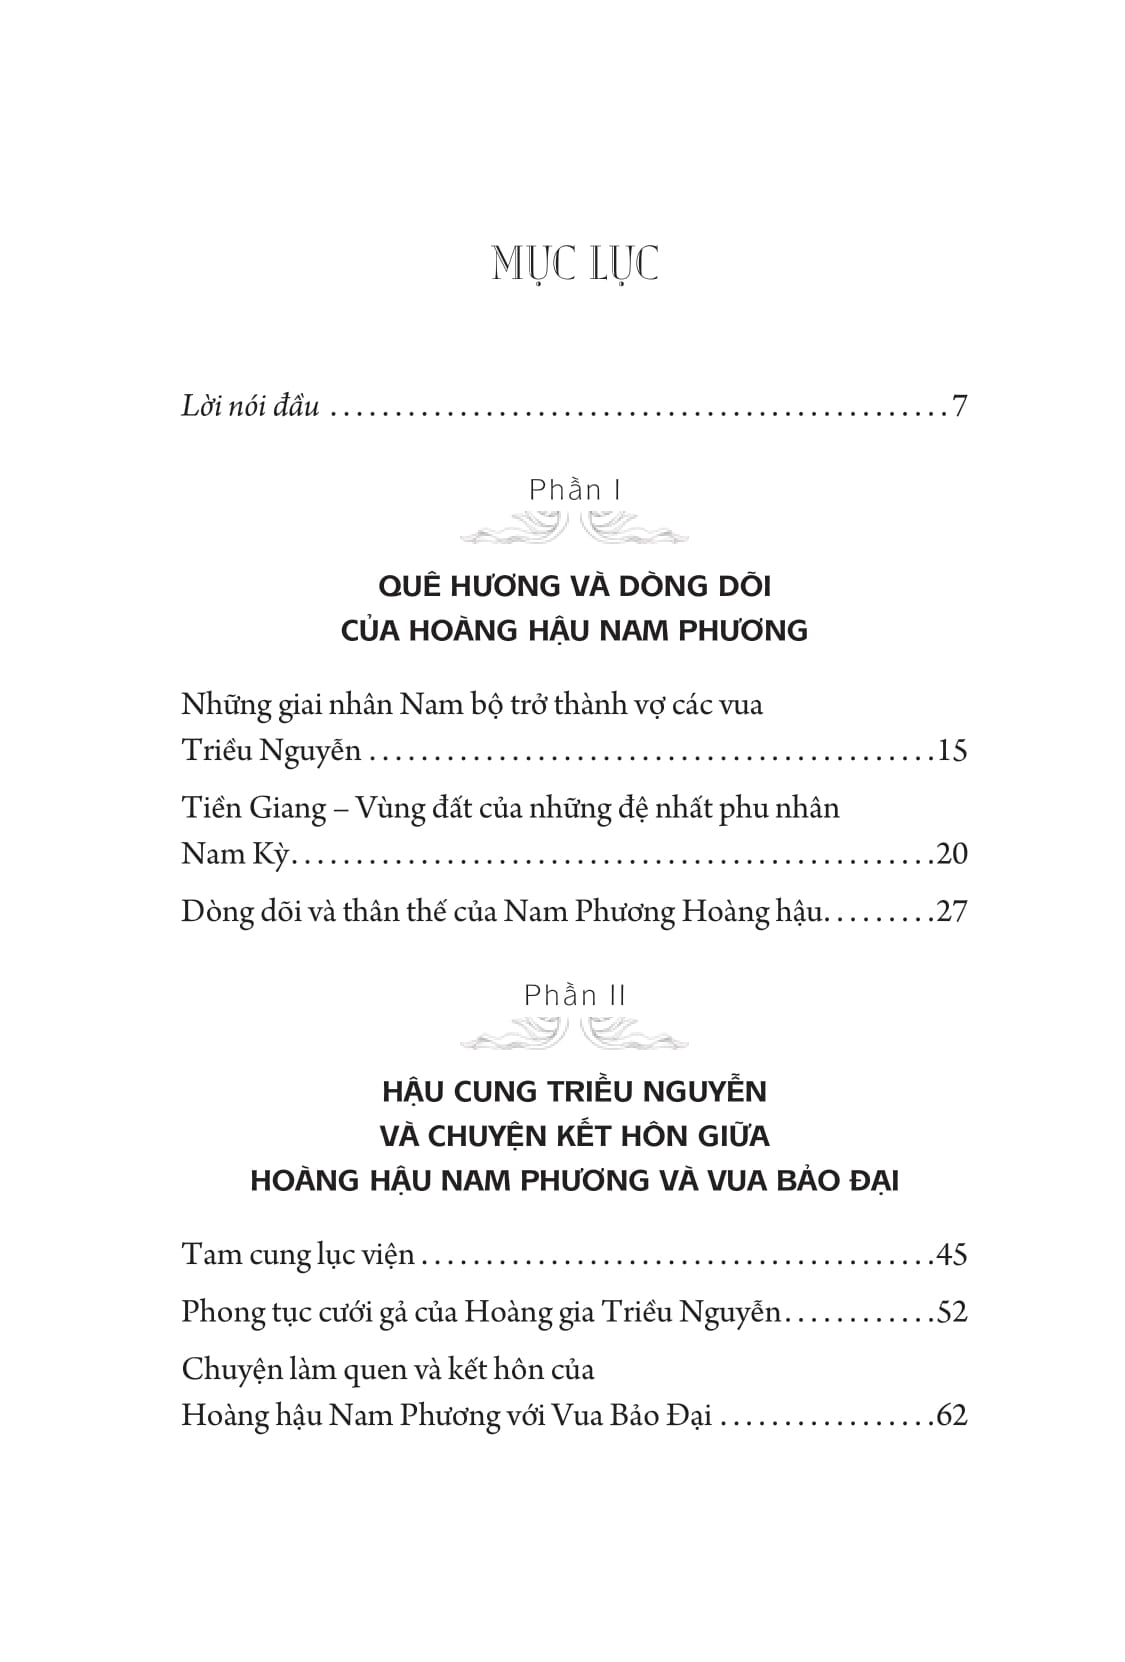 MỤC LỤC
Lời nói đầu . . . . . . . . . . . . . . . . . . . . . . . . . . . . . . . . . . . . . . . . . . . . . . . . 7
Phần I
QUÊ HƯƠNG VÀ DÒNG DÕI
CỦA HOÀNG HẬU NAM PHƯƠNG
Những giai nhân Nam bộ trở thành vợ các vua
Triều Nguyễn . . . . . . . . . . . . . . . . . . . . . . . . . . . . . . . . . . . . . . . . . . . . 15
Tiền Giang – Vùng đất của những đệ nhất phu nhân
Nam Kỳ. . . . . . . . . . . . . . . . . . . . . . . . . . . . . . . . . . . . . . . . . . . . . . . . . . 20
Dòng dõi và thân thế của Nam Phương Hoàng hậu. . . . . . . . . 27
Phần II
HẬU CUNG TRIỀU NGUYỄN
VÀ CHUYỆN KẾT HÔN GIỮA
HOÀNG HẬU NAM PHƯƠNG VÀ VUA BẢO ĐẠI
Tam cung lục viện . . . . . . . . . . . . . . . . . . . . . . . . . . . . . . . . . . . . . . . . 45
Phong tục cưới gả của Hoàng gia Triều Nguyễn. . . . . . . . . . . . 52
Chuyện làm quen và kết hôn của
Hoàng hậu Nam Phương với Vua Bảo Đại . . . . . . . . . . . . . . . . . 62